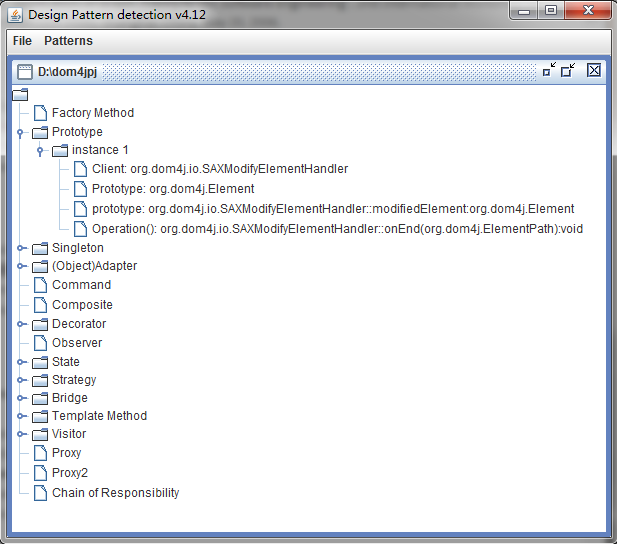 Design Pattern detection v4.12
File Patterns
D:\dom4jpj
Factory Method
Prototype
instance 1
Client: org.dom4j.io.SAXModifyElementHandler
Prototype: org.dom4j.Element
prototype: org.dom4j.io.SAXModifyElementHandler::modifiedElement:org.dom4j.Element
Operation(): org.dom4j.io.SAXModifyElementHandler::onEnd(org.dom4j.ElementPath):void
Singleton
(Object)Adapter
Command
Composite
Decorator
Observer
State
Strategy
Bridge
Template Method
Visitor
Proxy
Proxy2
Chain of Responsibility